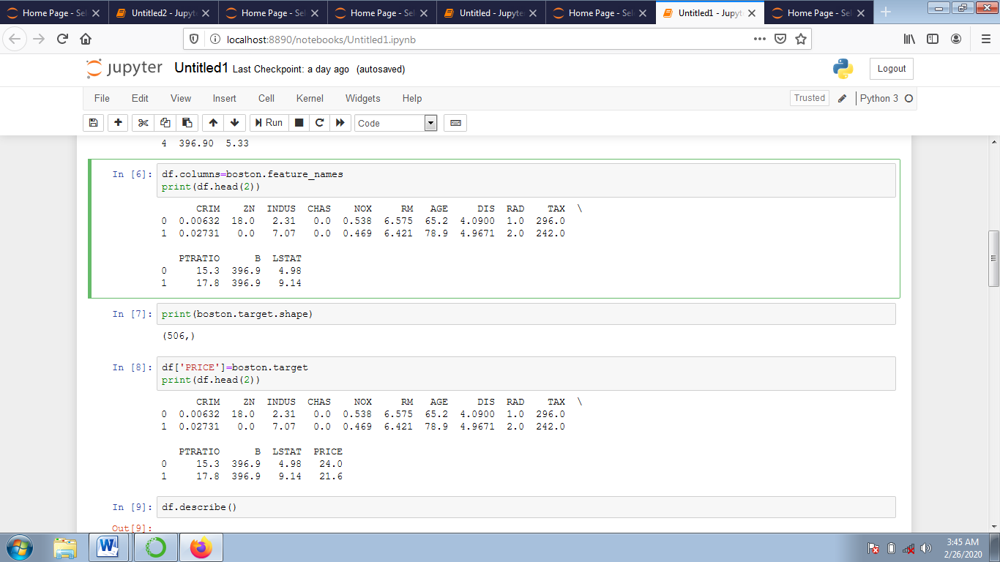 Home Page - Sel
Untitled2 - Jupyt
Home Page - Sel
Home Page - Sel
Untitled - Jupyte
Home Page - Sel
Untitled1 - Jupyt
Home Page - Sel
localhost:8890/notebooks/Untitled1.ipynb
jupyter Untitled1 Last Checkpoint: a day ago (autosaved)
Logout
File Edit View Insert Cell Kernel Widgets Help
Trusted Python 3
Run Code
4 396.90 5.33
In [6]: df.columns=boston.feature_names
print(df.head(2))
CRIM ZN INDUS CHAS NOX RM AGE DIS RAD TAX \
0 0.00632 18.0 2.31 0.0 0.538 6.575 65.2 4.0900 1.0 296.0
1 0.02731 0.0 7.07 0.0 0.469 6.421 78.9 4.9671 2.0 242.0
PTRATIO B LSTAT
0 15.3 396.9 4.98
1 17.8 396.9 9.14
In [7]: print(boston.target.shape)
(506,)
In [8]: df['PRICE']=boston.target
print(df.head(2))
CRIM ZN INDUS CHAS NOX RM AGE DIS RAD TAX \
0 0.00632 18.0 2.31 0.0 0.538 6.575 65.2 4.0900 1.0 296.0
1 0.02731 0.0 7.07 0.0 0.469 6.421 78.9 4.9671 2.0 242.0
PTRATIO B LSTAT PRICE
0 15.3 396.9 4.98 24.0
1 17.8 396.9 9.14 21.6
In [9]: df.describe()
Out[9]:
3:45 AM
2/26/2020